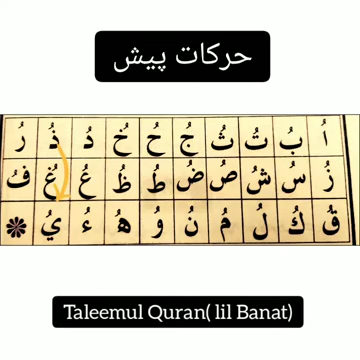 حرکات پیش
اُ بُ تُ ثُ جُ حُ خُ دُ ذُ رُ
زُ سُ شُ صُ ضُ طُ ظُ عُ غُ فُ
قُ كُ لُ مُ نُ وُ هُ ءُ يُ
Taleemul Quran( lil Banat)